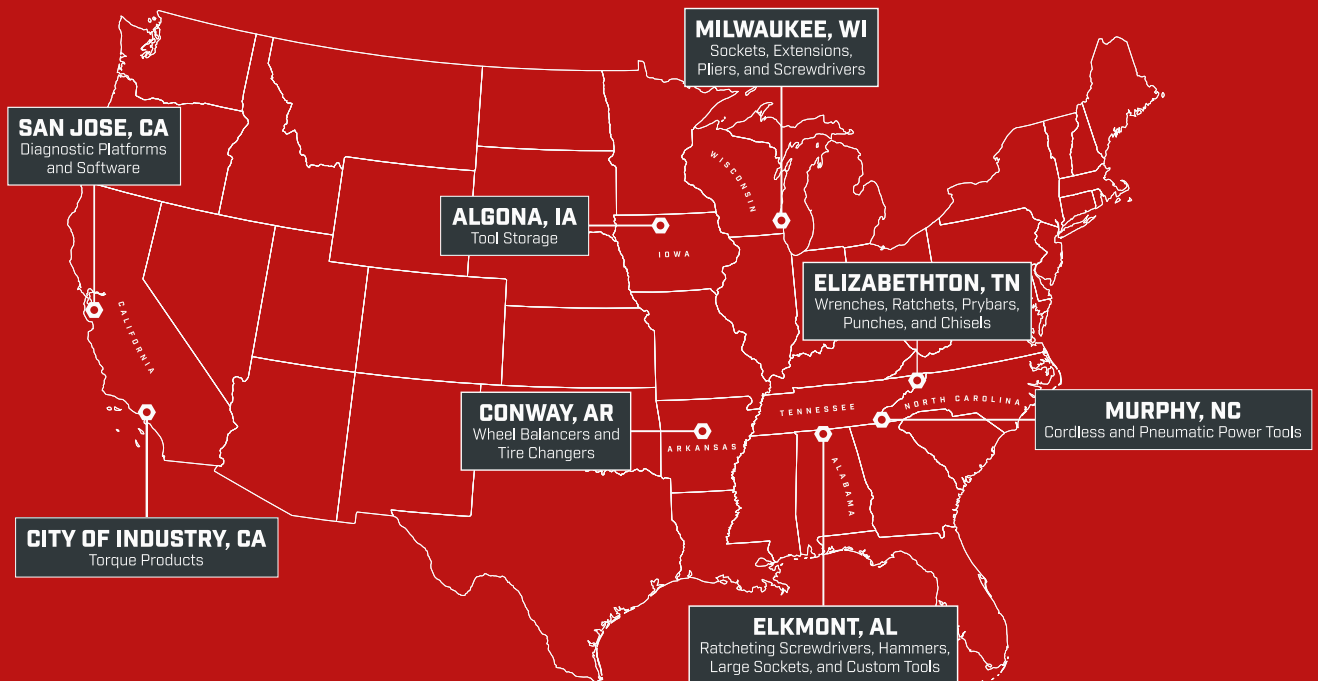 MILWAUKEE, WI
Sockets, Extensions,
Pliers, and Screwdrivers
SAN JOSE, CA
Diagnostic Platforms
and Software
WISCONSIN
ALGONA, IA
Tool Storage
IOWA
ELIZABETHTON, TN
Wrenches, Ratchets, Prybars,
Punches, and Chisels
CALIFORNIA
CONWAY, AR
Wheel Balancers and
Tire Changers
ARKANSAS
TENNESSEE
NORTH CAROLINA
MURPHY, NC
Cordless and Pneumatic Power Tools
ALABAMA
CITY OF INDUSTRY, CA
Torque Products
ELKMONT, AL
Ratcheting Screwdrivers, Hammers,
Large Sockets, and Custom Tools